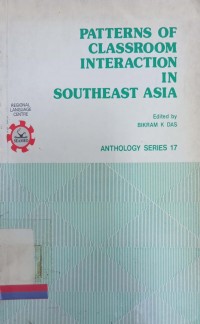 PATTERNS OF
CLASSROOM
INTERACTION
IN
SOUTHEAST ASIA
Edited by
BIKRAM K DAS
REGIONAL
LANGUAGE
CENTRE
ANTHOLOGY SERIES 17